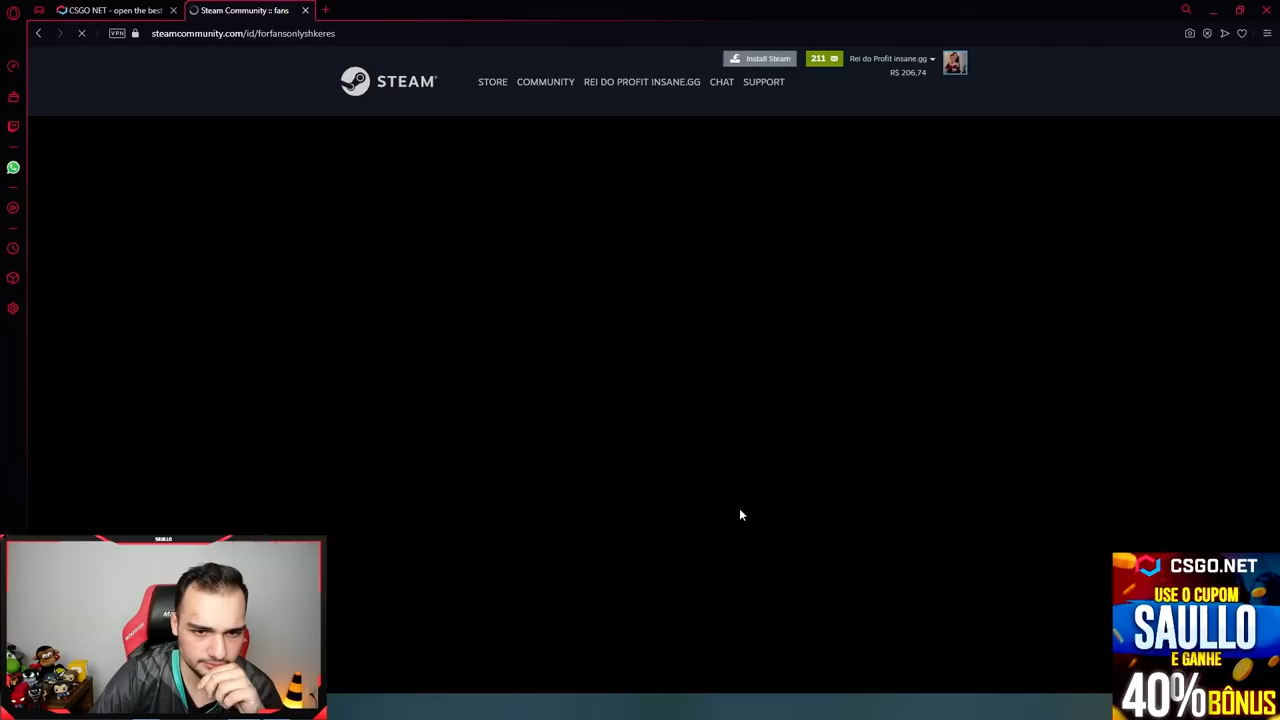 CSGO.NET - open the best
Steam Community :: fans
VPN
steamcommunity.com/id/forfansonlyshkeres
Install Steam
211
Rei do Profit insane.gg
R$ 206,74
STEAM
STORE
COMMUNITY
REI DO PROFIT INSANE.GG
CHAT
SUPPORT
SAULLO
CSGO.NET
USE O CUPOM
SAULLO
E GANHE
40% BÔNUS